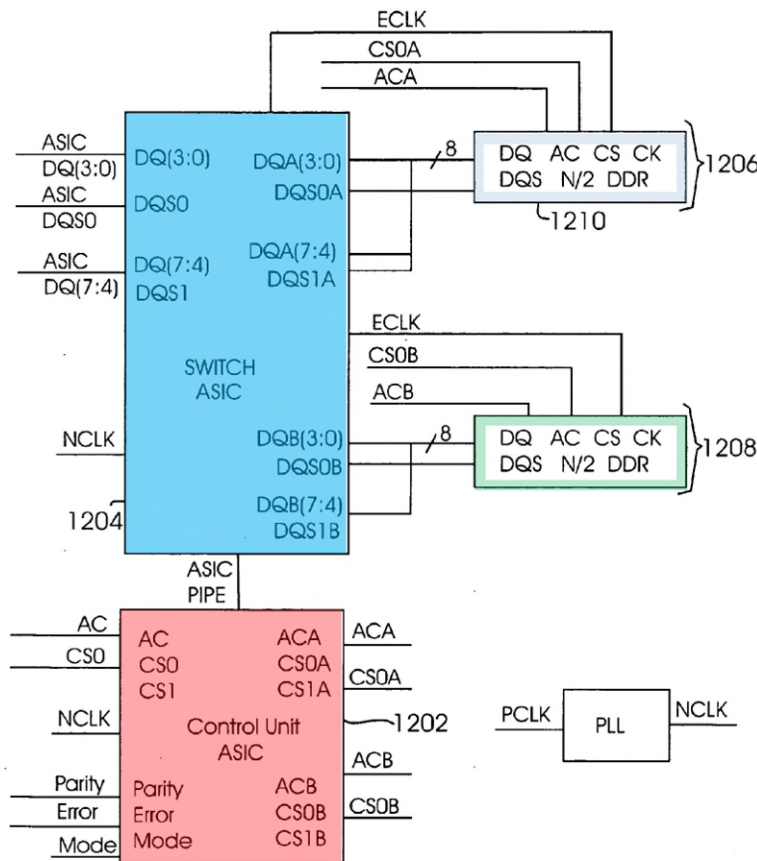 ECLK
CS0A
ACA
ASIC
DQ(3:0)
ASIC
DQS0
ASIC
DQ(7:4)
DQ(3:0)
DQS0
DQ(7:4)
DQS1
DQA(3:0)
DQS0A
DQA(7:4)
DQS1A
8
DQ AC CS CK
DQS N/2 DDR
1206
1210
SWITCH
ASIC
ECLK
CS0B
ACB
NCLK
DQB(3:0)
DQS0B
DQB(7:4)
DQS1B
8
DQ AC CS CK
DQS N/2 DDR
1208
1204
ASIC
PIPE
AC
CS0
NCLK
Parity
Error
Mode
AC
CS0
CS1
ACA
CS0A
CS1A
Control Unit
ASIC
Parity
Error
Mode
ACB
CS0B
CS1B
ACA
CS0A
1202
ACB
CS0B
PCLK
PLL
NCLK